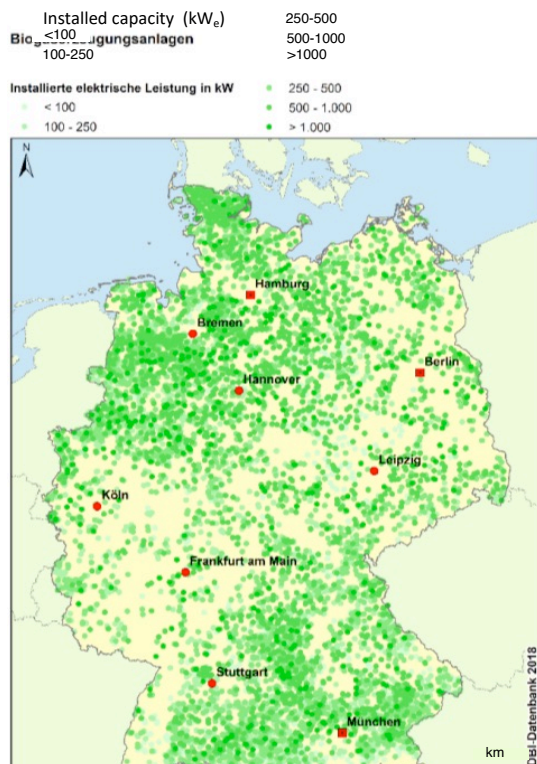 Installed capacity (kWe)
250-500
<100
500-1000
100-250
>1000
Installierte elektrische Leistung in kW
< 100
100 - 250
250 - 500
500 - 1.000
> 1.000
N
Hamburg
Bremen
Berlin
Hannover
Leipzig
Köln
Frankfurt am Main
Stuttgart
München
km
DBI-Datenbank 2018